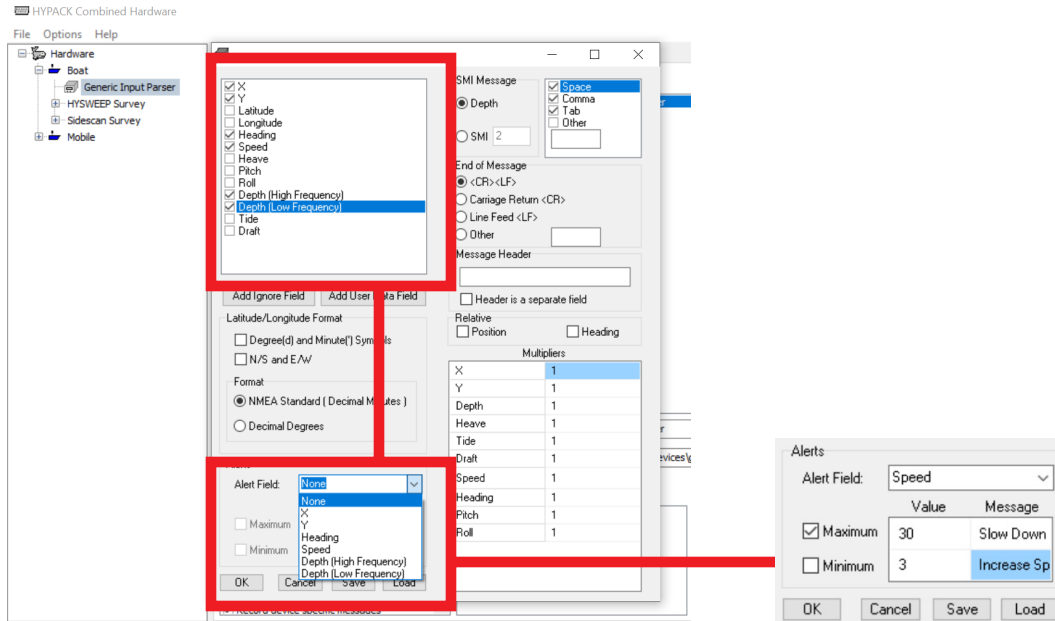 HYPACK Combined Hardware
File Options Help
Hardware
Boat
Generic Input Parser
HYSWEEP Survey
Sidescan Survey
Mobile
X
Y
Latitude
Longitude
Heading
Speed
Heave
Pitch
Roll
Depth (High Frequency)
Depth (Low Frequency)
Tide
Draft
Add Ignore Field
Add User Data Field
Latitude/Longitude Format
Degree(d) and Minute(') Symbols
N/S and E/W
Format
NMEA Standard ( Decimal Minutes )
Decimal Degrees
Alert Field: None
None
X
Y
Heading
Speed
Depth (High Frequency)
Depth (Low Frequency)
Maximum
Minimum
OK Cancel Save Load
Record device specific messages
SMI Message
Depth
SMI 2
Space
Comma
Tab
Other
End of Message
<CR><LF>
Carriage Return <CR>
Line Feed <LF>
Other
Message Header
Header is a separate field
Relative
Position Heading
Multipliers
X 1
Y 1
Depth 1
Heave 1
Tide 1
Draft 1
Speed 1
Heading 1
Pitch 1
Roll 1
Alerts
Alert Field: Speed
Value Message
Maximum 30 Slow Down
Minimum 3 Increase Sp
OK Cancel Save Load